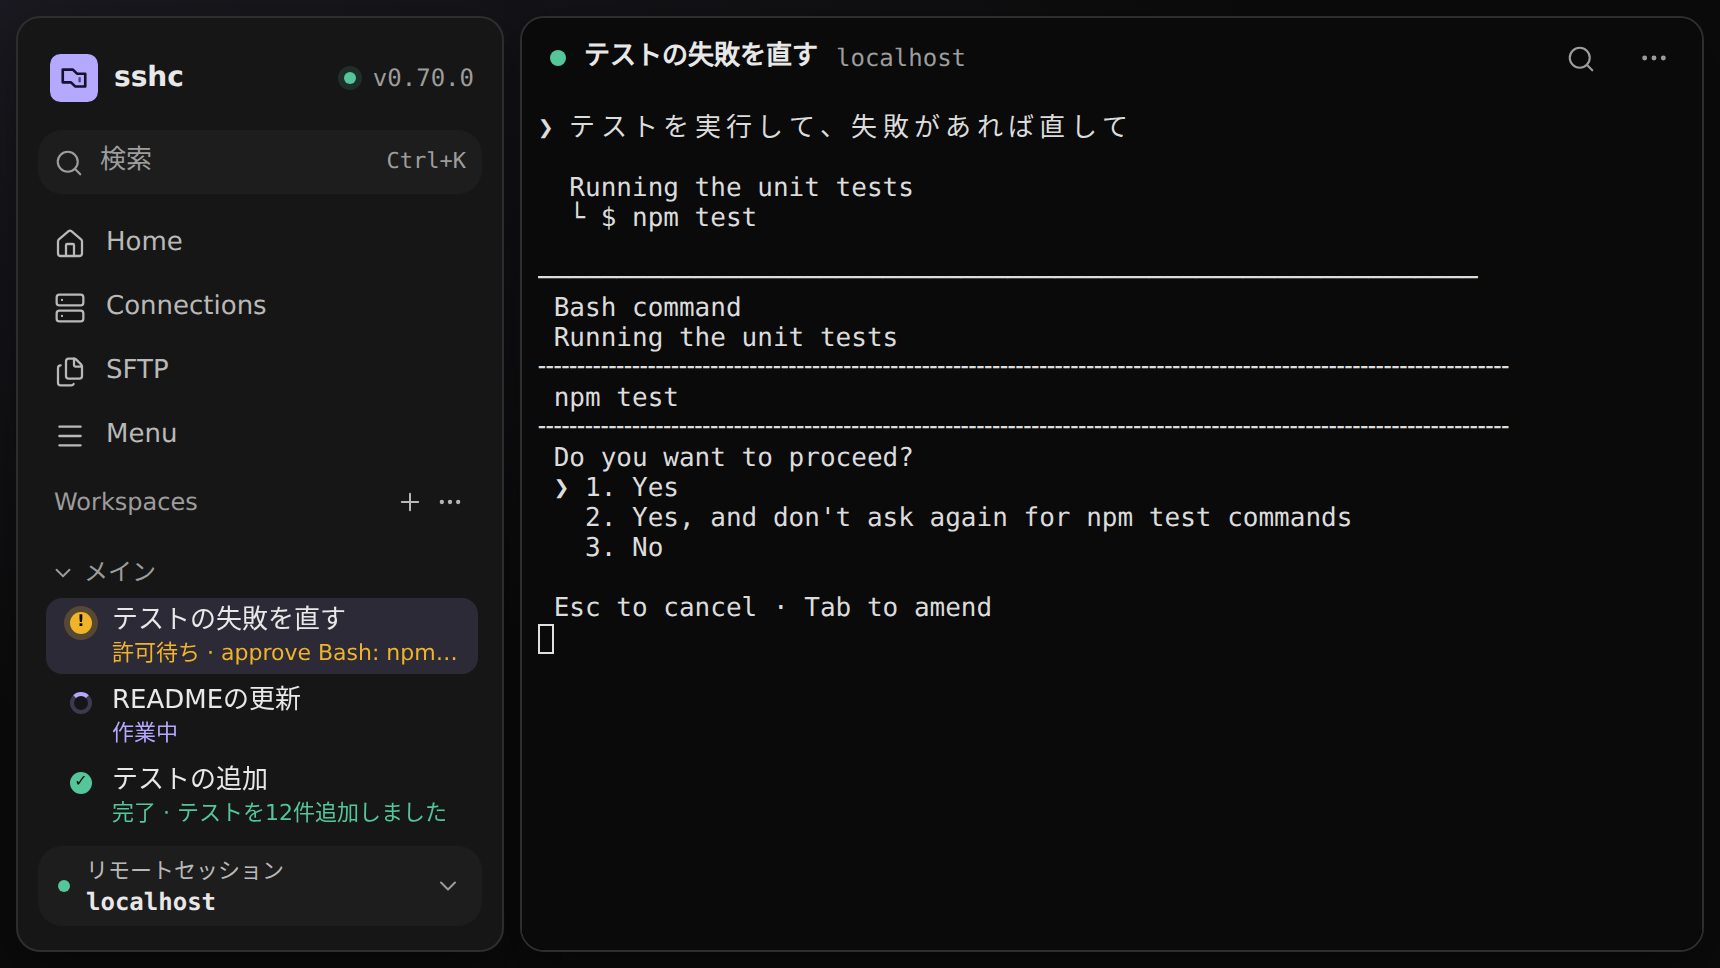 sshc
v0.70.0
検索
Ctrl+K
Home
Connections
SFTP
Menu
Workspaces
メイン
テストの失敗を直す
許可待ち · approve Bash: npm…
READMEの更新
作業中
テストの追加
完了 · テストを12件追加しました
リモートセッション
localhost
テストの失敗を直す localhost
❯ テストを実行して、失敗があれば直して
Running the unit tests
└ $ npm test
Bash command
Running the unit tests
npm test
Do you want to proceed?
❯ 1. Yes
2. Yes, and don't ask again for npm test commands
3. No
Esc to cancel · Tab to amend